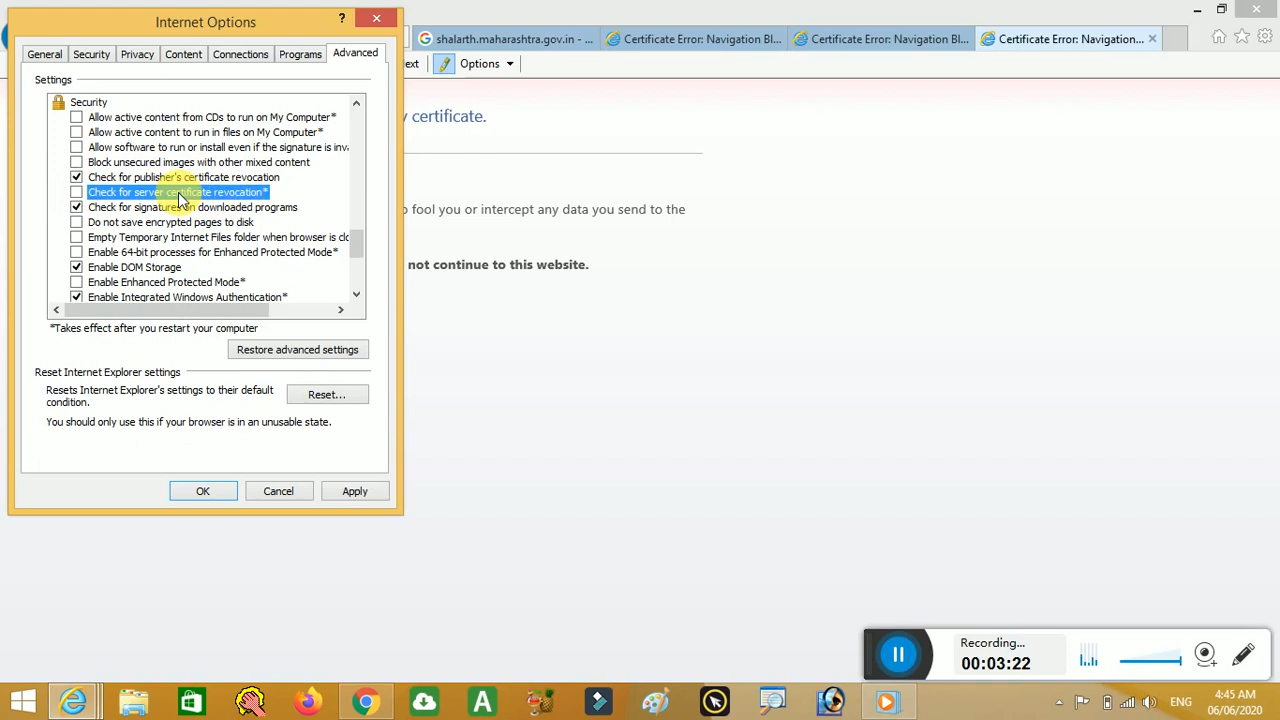 Internet Options
?
General Security Privacy Content Connections Programs Advanced
shalarth.maharashtra.gov.in - ...
Certificate Error: Navigation Bl...
Certificate Error: Navigation Bl...
Certificate Error: Navigation...
ext Options
Settings
Security
Allow active content from CDs to run on My Computer*
Allow active content to run in files on My Computer*
Allow software to run or install even if the signature is inva
Block unsecured images with other mixed content
Check for publisher's certificate revocation
Check for server certificate revocation*
Check for signatures on downloaded programs
Do not save encrypted pages to disk
Empty Temporary Internet Files folder when browser is clo
Enable 64-bit processes for Enhanced Protected Mode*
Enable DOM Storage
Enable Enhanced Protected Mode*
Enable Integrated Windows Authentication*
*Takes effect after you restart your computer
Restore advanced settings
Reset Internet Explorer settings
Resets Internet Explorer's settings to their default
condition.
Reset...
You should only use this if your browser is in an unusable state.
OK Cancel Apply
y certificate.
o fool you or intercept any data you send to the
not continue to this website.
Recording...
00:03:22
A
ENG
4:45 AM
06/06/2020